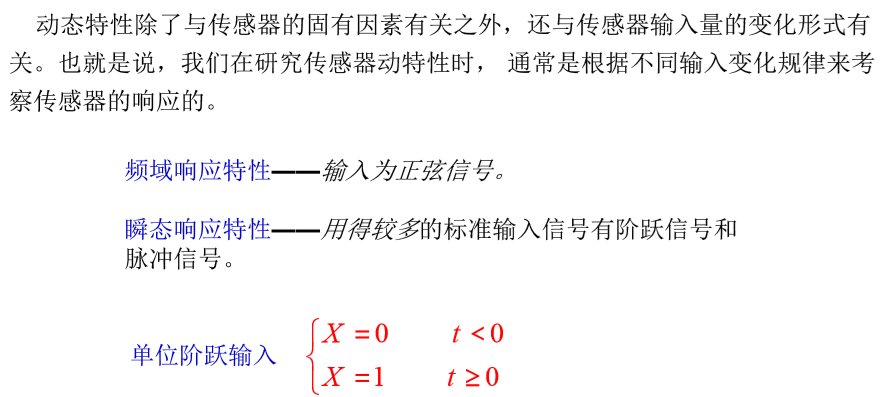 动态特性除了与传感器的固有因素有关之外，还与传感器输入量的变化形式有
关。也就是说，我们在研究传感器动特性时， 通常是根据不同输入变化规律来考
察传感器的响应的。
频域响应特性——输入为正弦信号。
瞬态响应特性——用得较多的标准输入信号有阶跃信号和
脉冲信号。
X = 0 t < 0
单位阶跃输入
X = 1 t ≥ 0